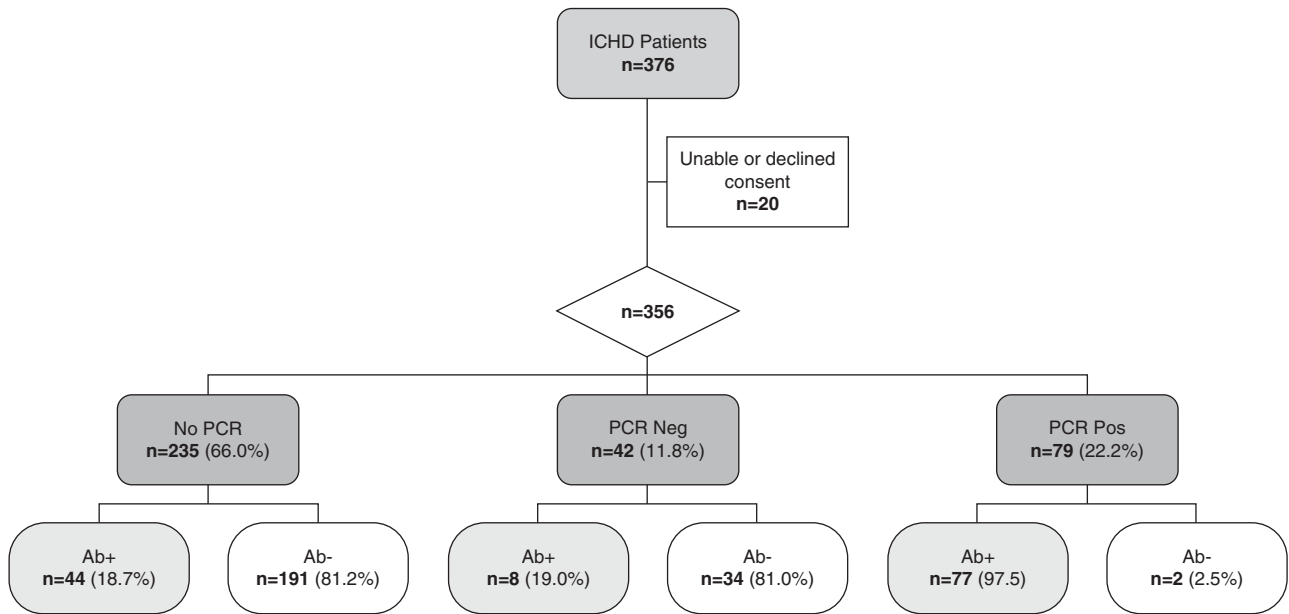 ICHD Patients
n=376
Unable or declined
consent
n=20
n=356
No PCR
n=235 (66.0%)
PCR Neg
n=42 (11.8%)
PCR Pos
n=79 (22.2%)
Ab+
n=44 (18.7%)
Ab-
n=191 (81.2%)
Ab+
n=8 (19.0%)
Ab-
n=34 (81.0%)
Ab+
n=77 (97.5)
Ab-
n=2 (2.5%)